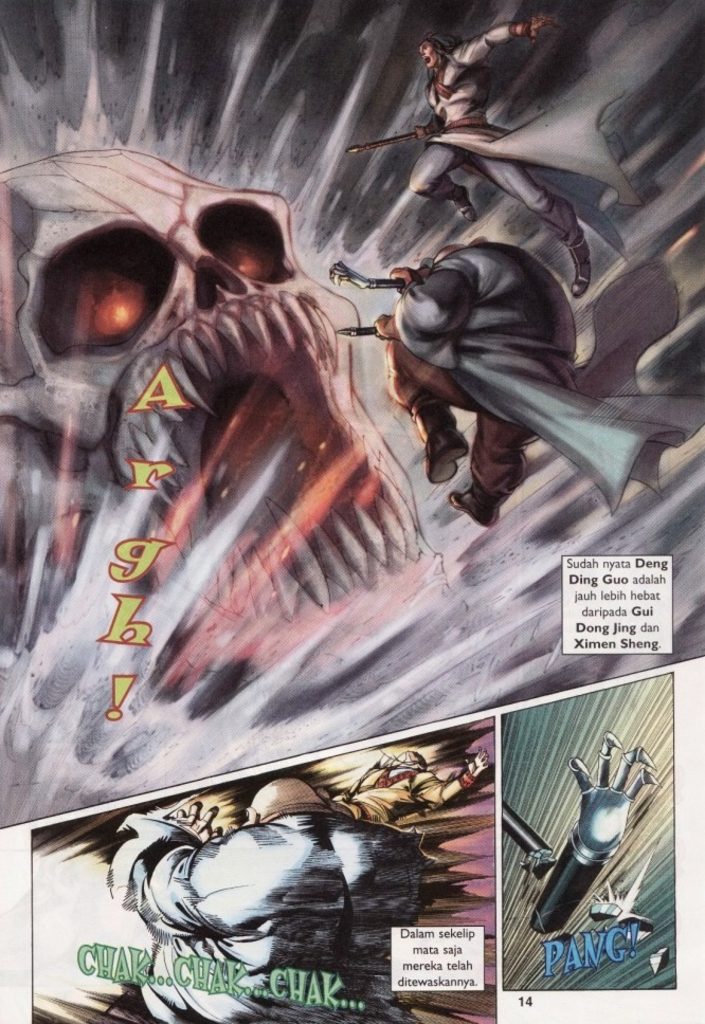 Argh!
Sudah nyata Deng
Ding Guo adalah
jauh lebih hebat
daripada Gui
Dong Jing dan
Ximen Sheng.
CHAK...CHAK...CHAK...
Dalam sekelip
mata saja
mereka telah
ditewaskannya.
PANG!
14